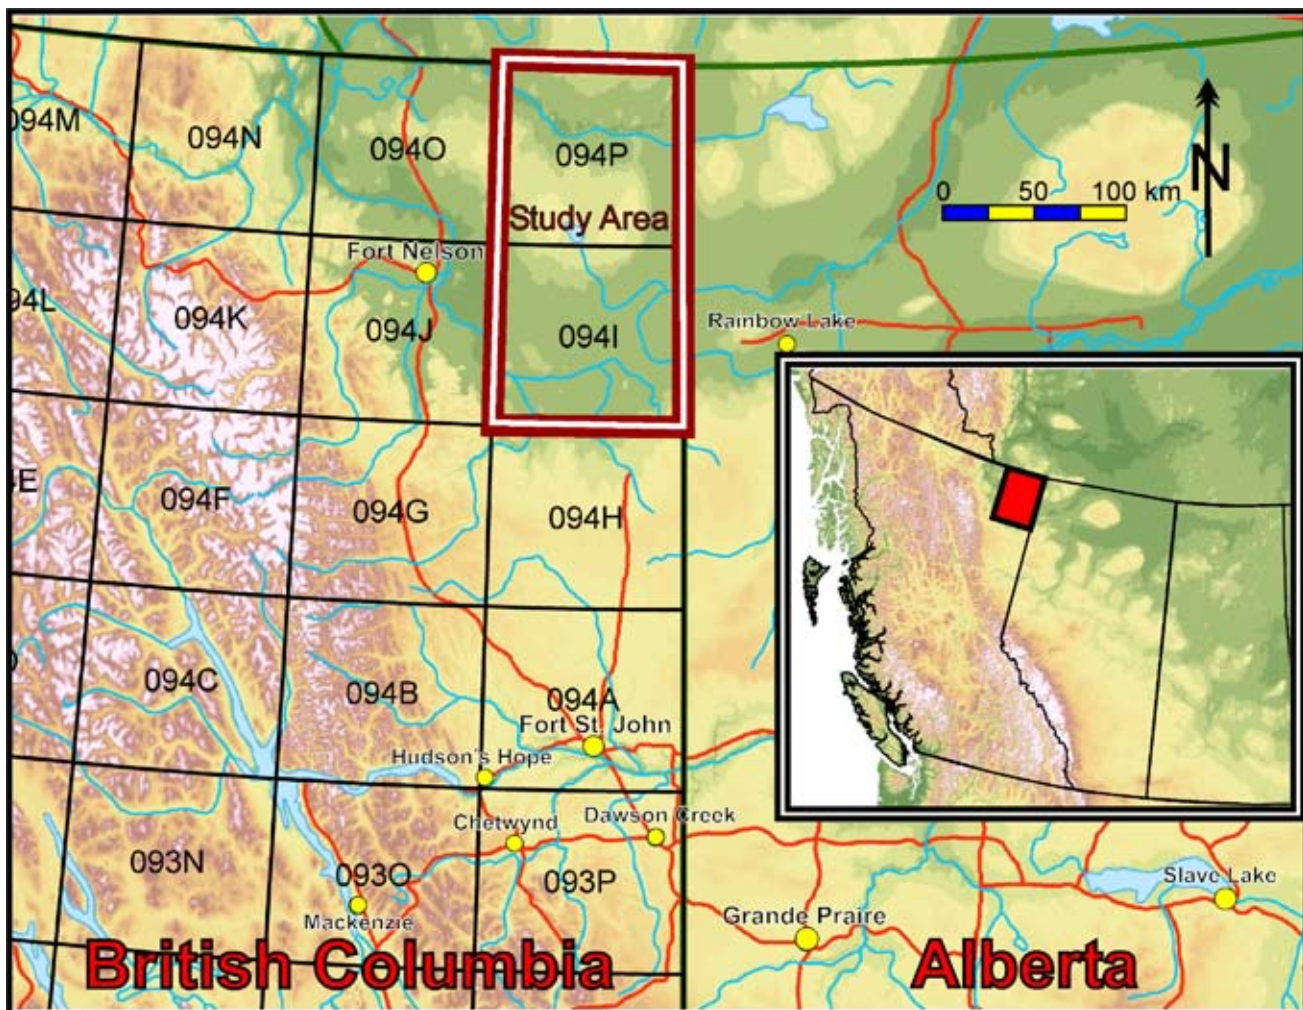 094M
094N
094O
094P
N
0 50 100 km
Study Area
Fort Nelson
94L
094K
094J
094I
Rainbow Lake
E
094F
094G
094H
094C
094B
094A
Fort St. John
Hudson's Hope
Chetwynd
Dawson Creek
093N
093O
093P
Slave Lake
Mackenzie
Grande Praire
British Columbia
Alberta